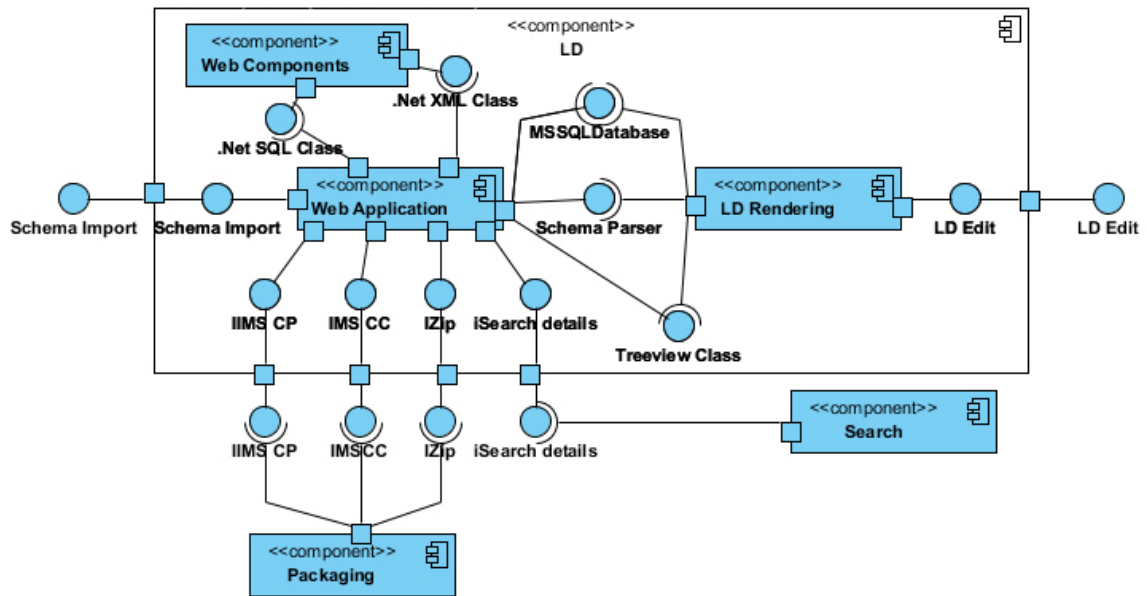 <<component>>
LD
<<component>>
Web Components
.Net XML Class
.Net SQL Class
MSSQLDatabase
<<component>>
Web Application
<<component>>
LD Rendering
Schema Import
Schema Import
Schema Parser
LD Edit
LD Edit
IIMS CP
IMS CC
IZip
iSearch details
Treeview Class
<<component>>
Search
IIMS CP
IMSCC
IZip
iSearch details
<<component>>
Packaging